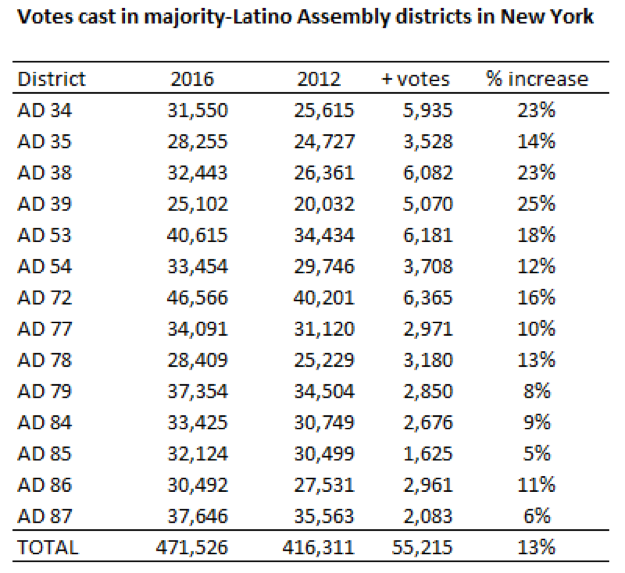 Votes cast in majority-Latino Assembly districts in New York
District 2016 2012 + votes % increase
AD 34 31,550 25,615 5,935 23%
AD 35 28,255 24,727 3,528 14%
AD 38 32,443 26,361 6,082 23%
AD 39 25,102 20,032 5,070 25%
AD 53 40,615 34,434 6,181 18%
AD 54 33,454 29,746 3,708 12%
AD 72 46,566 40,201 6,365 16%
AD 77 34,091 31,120 2,971 10%
AD 78 28,409 25,229 3,180 13%
AD 79 37,354 34,504 2,850 8%
AD 84 33,425 30,749 2,676 9%
AD 85 32,124 30,499 1,625 5%
AD 86 30,492 27,531 2,961 11%
AD 87 37,646 35,563 2,083 6%
TOTAL 471,526 416,311 55,215 13%